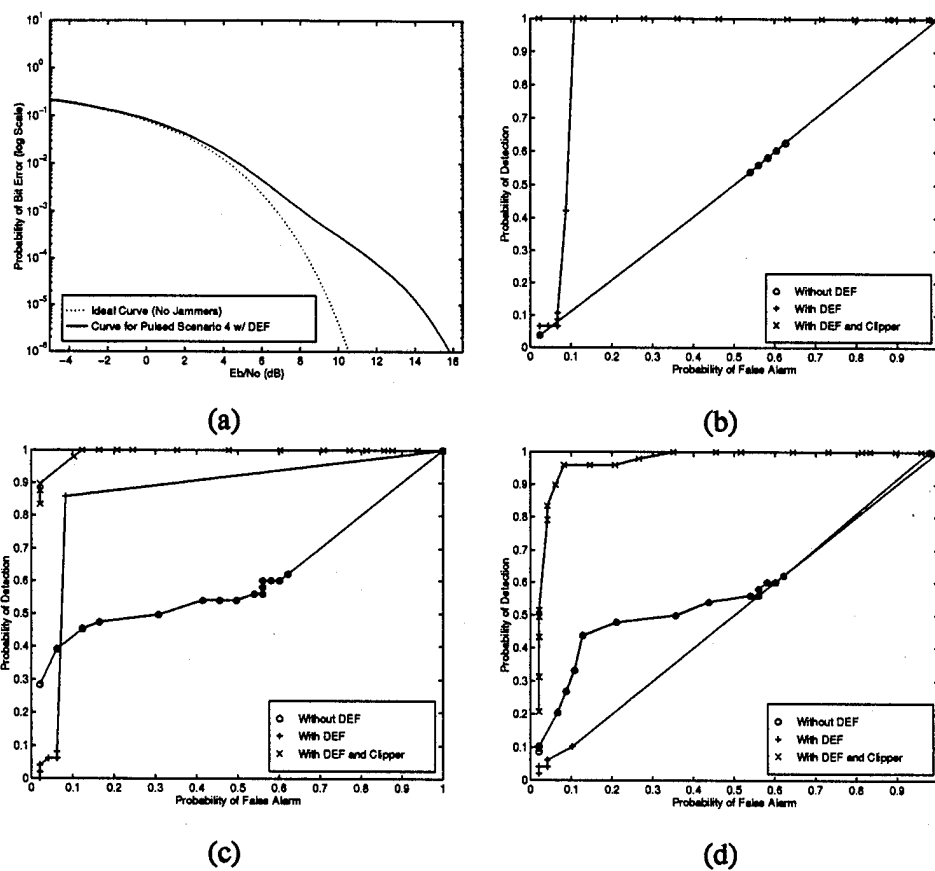 10^1
10^0
10^-1
10^-2
10^-3
10^-4
10^-5
10^-6
Probability of Bit Error (log Scale)
Ideal Curve (No Jammers)
Curve for Pulsed Scenario 4 w/ DEF
-4 -2 0 2 4 6 8 10 12 14 16
Eb/No (dB)
(a)
1
0.9
0.8
0.7
0.6
0.5
0.4
0.3
0.2
0.1
0
Probability of Detection
Without DEF
With DEF
With DEF and Clipper
0 0.1 0.2 0.3 0.4 0.5 0.6 0.7 0.8 0.9
Probability of False Alarm
(b)
1
0.9
0.8
0.7
0.6
0.5
0.4
0.3
0.2
0.1
0
Probability of Detection
Without DEF
With DEF
With DEF and Clipper
0 0.1 0.2 0.3 0.4 0.5 0.6 0.7 0.8 0.9 1
Probability of False Alarm
(c)
1
0.9
0.8
0.7
0.6
0.5
0.4
0.3
0.2
0.1
0
Probability of Detection
Without DEF
With DEF
With DEF and Clipper
0 0.1 0.2 0.3 0.4 0.5 0.6 0.7 0.8 0.9
Probability of False Alarm
(d)